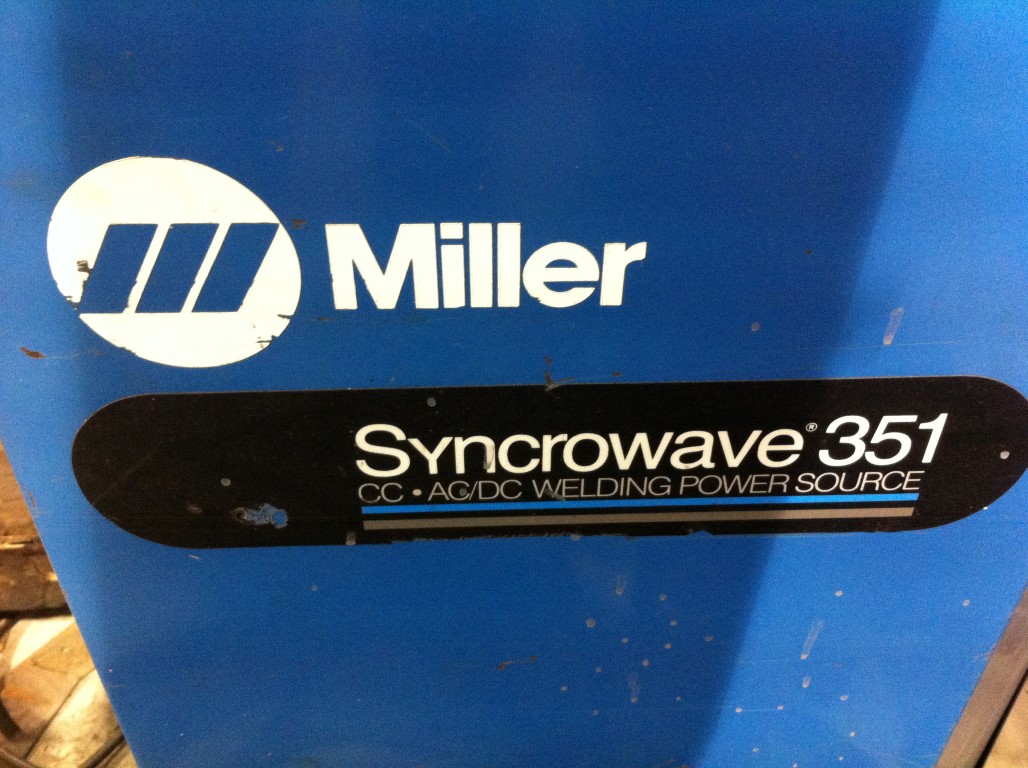 Miller
Syncrowave® 351
CC • AC/DC WELDING POWER SOURCE